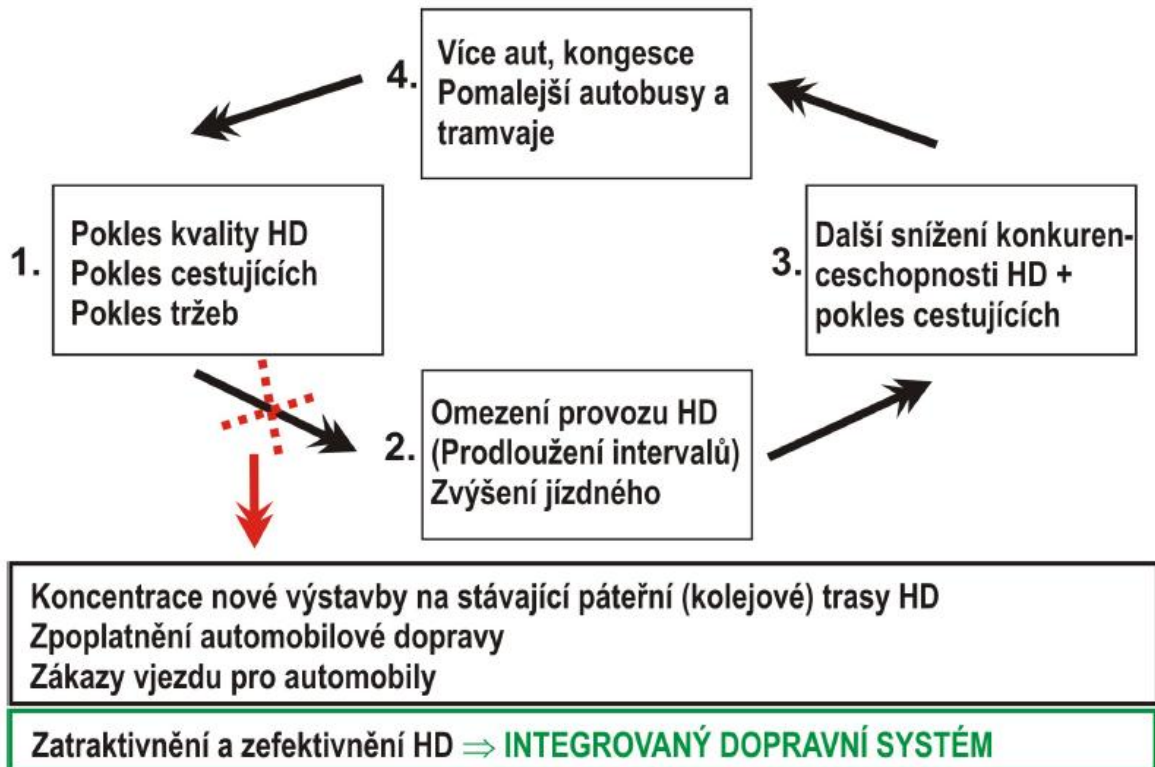 4.
Více aut, kongesce
Pomalejší autobusy a
tramvaje
1.
Pokles kvality HD
Pokles cestujících
Pokles tržeb
3.
Další snížení konkuren-
ceschopnosti HD +
pokles cestujících
2.
Omezení provozu HD
(Prodloužení intervalů)
Zvýšení jízdného
Koncentrace nové výstavby na stávající páteřní (kolejové) trasy HD
Zpoplatnění automobilové dopravy
Zákazy vjezdu pro automobily
Zatraktivnění a zefektivnění HD ⇒ INTEGROVANÝ DOPRAVNÍ SYSTÉM